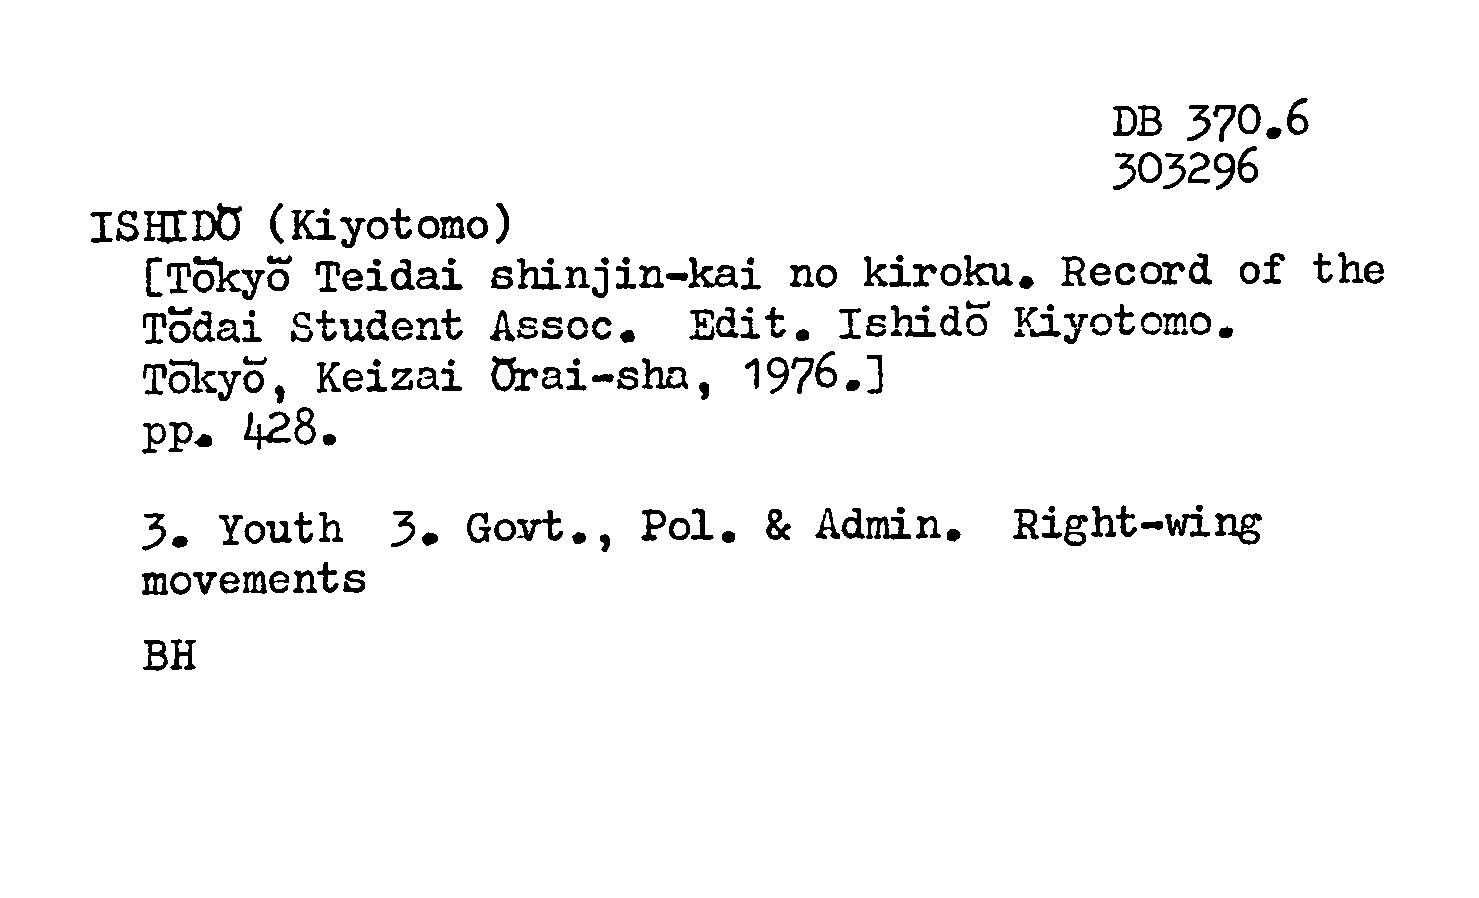 DB 370.6
303296
ISHIDŌ (Kiyotomo)
[Tōkyō Teidai shinjin-kai no kiroku. Record of the
Tōdai Student Assoc. Edit. Ishidō Kiyotomo.
Tōkyō, Keizai Ōrai-sha, 1976.]
pp. 428.
3. Youth 3. Govt., Pol. & Admin. Right-wing
movements
BH